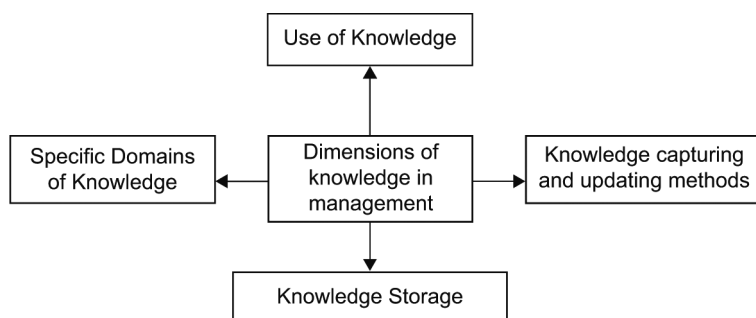 Use of Knowledge
Specific Domains
of Knowledge
Dimensions of
knowledge in
management
Knowledge capturing
and updating methods
Knowledge Storage